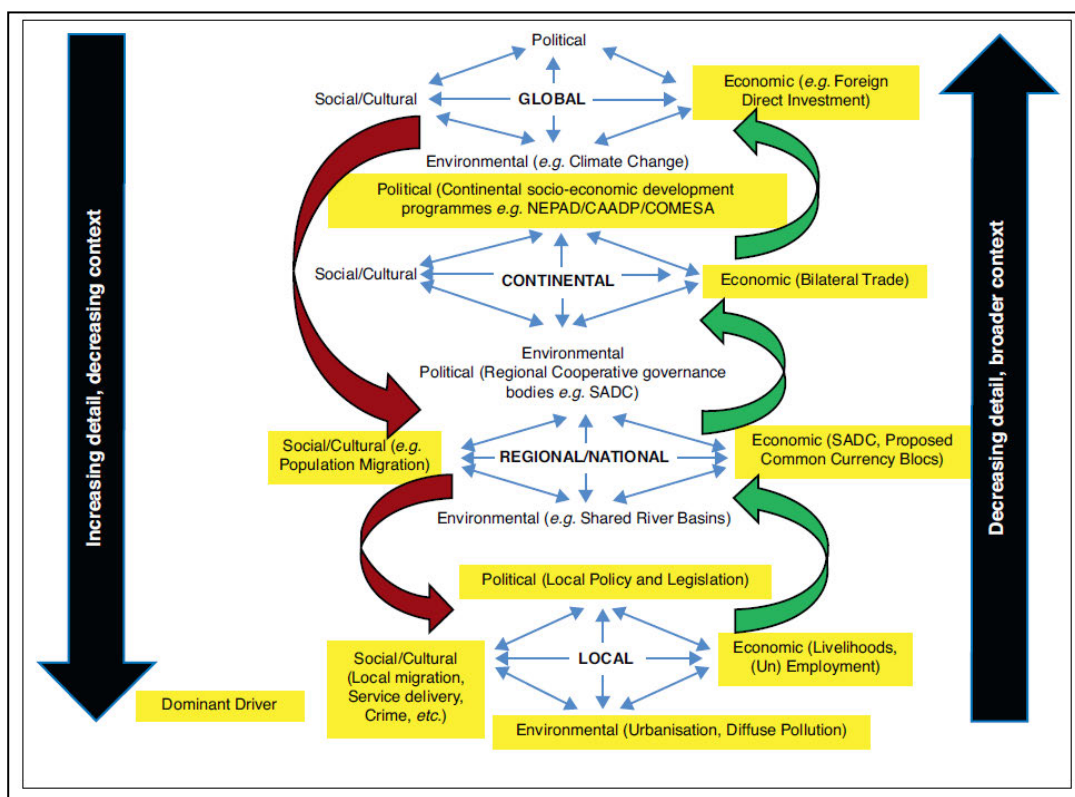 Increasing detail, decreasing context
Political
Social/Cultural
GLOBAL
Economic (e.g. Foreign
Direct Investment)
Environmental (e.g. Climate Change)
Political (Continental socio-economic development
programmes e.g. NEPAD/CAADP/COMESA
Social/Cultural
CONTINENTAL
Economic (Bilateral Trade)
Environmental
Political (Regional Cooperative governance
bodies e.g. SADC)
Social/Cultural (e.g.
Population Migration)
REGIONAL/NATIONAL
Economic (SADC, Proposed
Common Currency Blocs)
Environmental (e.g. Shared River Basins)
Political (Local Policy and Legislation)
Social/Cultural
(Local migration,
Service delivery,
Crime, etc.)
LOCAL
Economic (Livelihoods,
(Un) Employment)
Environmental (Urbanisation, Diffuse Pollution)
Dominant Driver
Decreasing detail, broader context